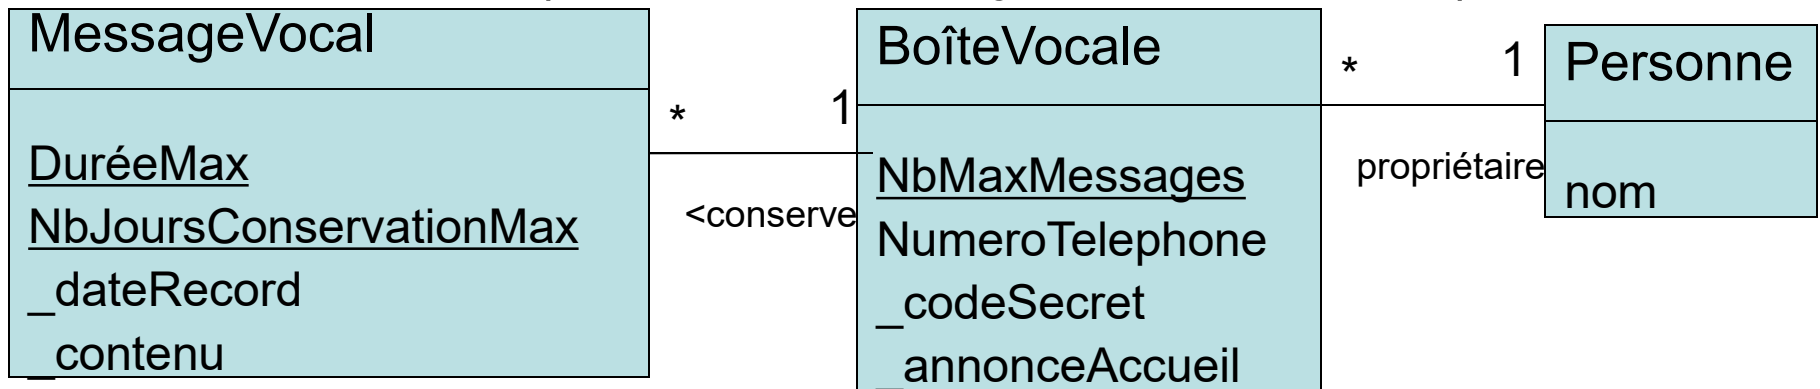 MessageVocal
DuréeMax
NbJoursConservationMax
_dateRecord
_contenu
* 1
<conserve
BoîteVocale
NbMaxMessages
NumeroTelephone
_codeSecret
_annonceAccueil
* 1
propriétaire
Personne
nom